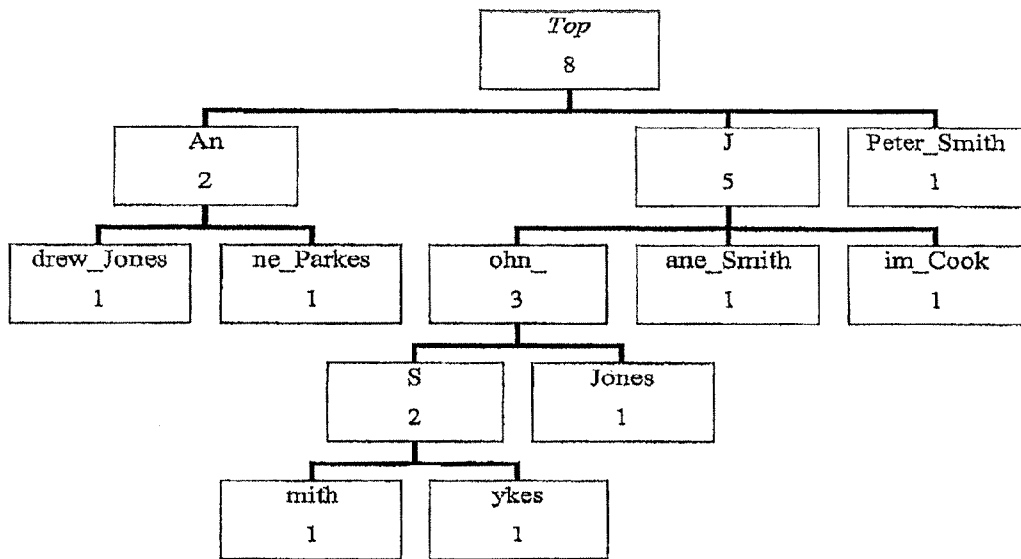 Top
8
An
2
J
5
Peter_Smith
1
drew_Jones
1
ne_Parkes
1
ohn_
3
ane_Smith
1
im_Cook
1
S
2
Jones
1
mith
1
ykes
1